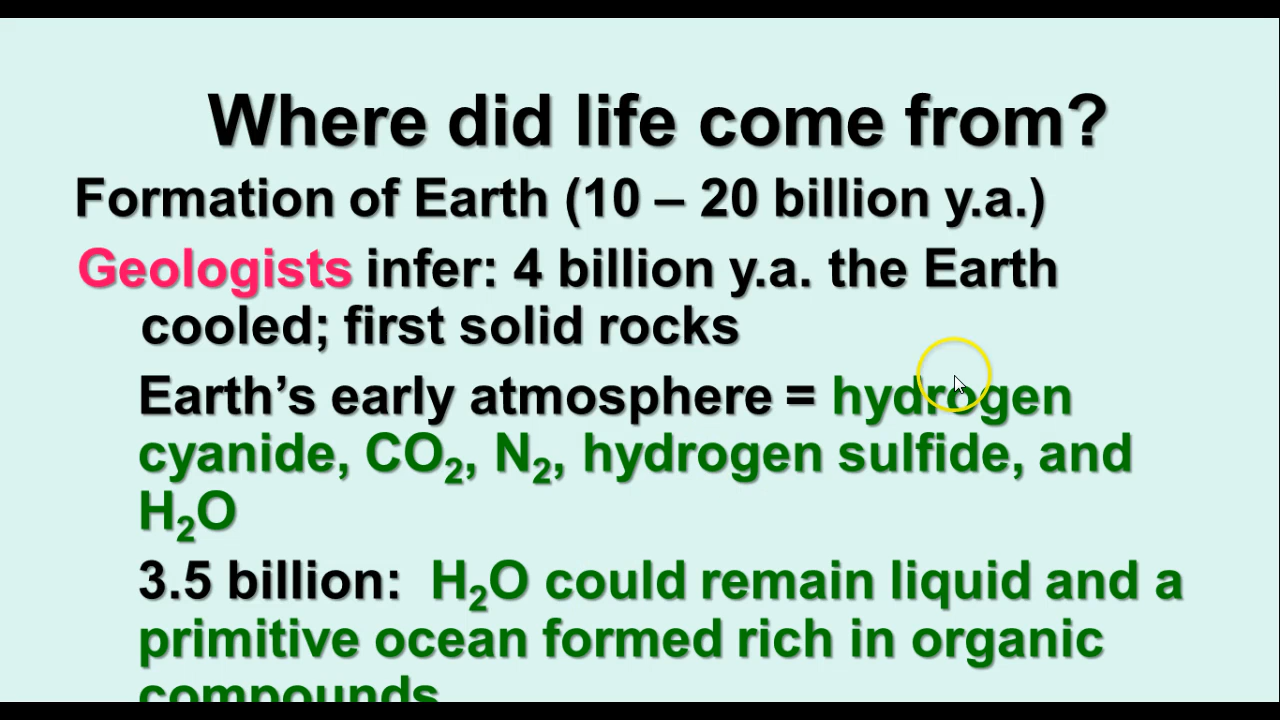 Where did life come from?
Formation of Earth (10 – 20 billion y.a.)
Geologists infer: 4 billion y.a. the Earth
cooled; first solid rocks
Earth’s early atmosphere = hydrogen
cyanide, CO₂, N₂, hydrogen sulfide, and
H₂O
3.5 billion: H₂O could remain liquid and a
primitive ocean formed rich in organic
compounds